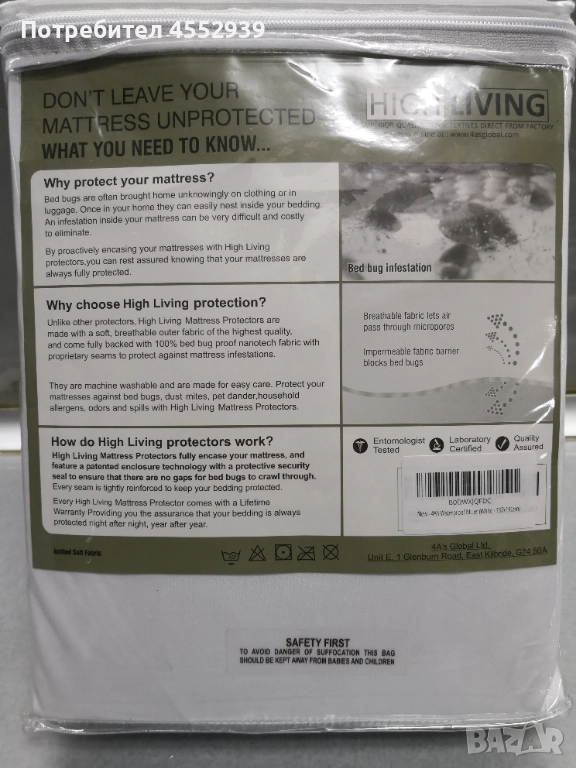 Потребител 4552939
DON'T LEAVE YOUR
MATTRESS UNPROTECTED
WHAT YOU NEED TO KNOW...
HIGH LIVING
QUAL
TEXTILES DIRECT FROM FACTORY
www.4asglobal.com
Why protect your mattress?
Bed bugs are often brought home unknowingly on clothing or in
luggage. Once in your home they can easily nest inside your bedding.
An infestation inside your mattress can be very difficult and costly
to eliminate.
By proactively encasing your mattresses with High Living
protectors,you can rest assured knowing that your mattresses are
always fully protected.
Bed bug infestation
Why choose High Living protection?
Unlike other protectors, High Living Mattress Protectors are
made with a soft, breathable outer fabric of the highest quality,
and come fully backed with 100% bed bug proof nanotech fabric with
proprietary seams to protect against mattress infestations.
They are machine washable and are made for easy care. Protect your
mattresses against bed bugs, dust mites, pet dander,household
allergens, odors and spills with High Living Mattress Protectors.
Breathable fabric lets air
pass through micropores
Impermeable fabric barrier
blocks bed bugs
How do High Living protectors work?
High Living Mattress Protectors fully encase your mattress, and
feature a patented enclosure technology with a protective security
seal to ensure that there are no gaps for bed bugs to crawl through.
Every seam is tightly reinforced to keep your bedding protected.
Every High Living Mattress Protector comes with a Lifetime
Warranty Providing you the assurance that your bedding is always
protected night after night, year after year.
Entomologist
Tested
Laboratory
Certified
Quality
Assured
Knitted Soft Fabric
4A's Global Ltd.
Unit E, 1 Glenburn Road, East Kilbride, G74 5BA
SAFETY FIRST
TO AVOID DANGER OF SUFFOCATION THIS BAG
SHOULD BE KEPT AWAY FROM BABIES AND CHILDREN
BAZAR